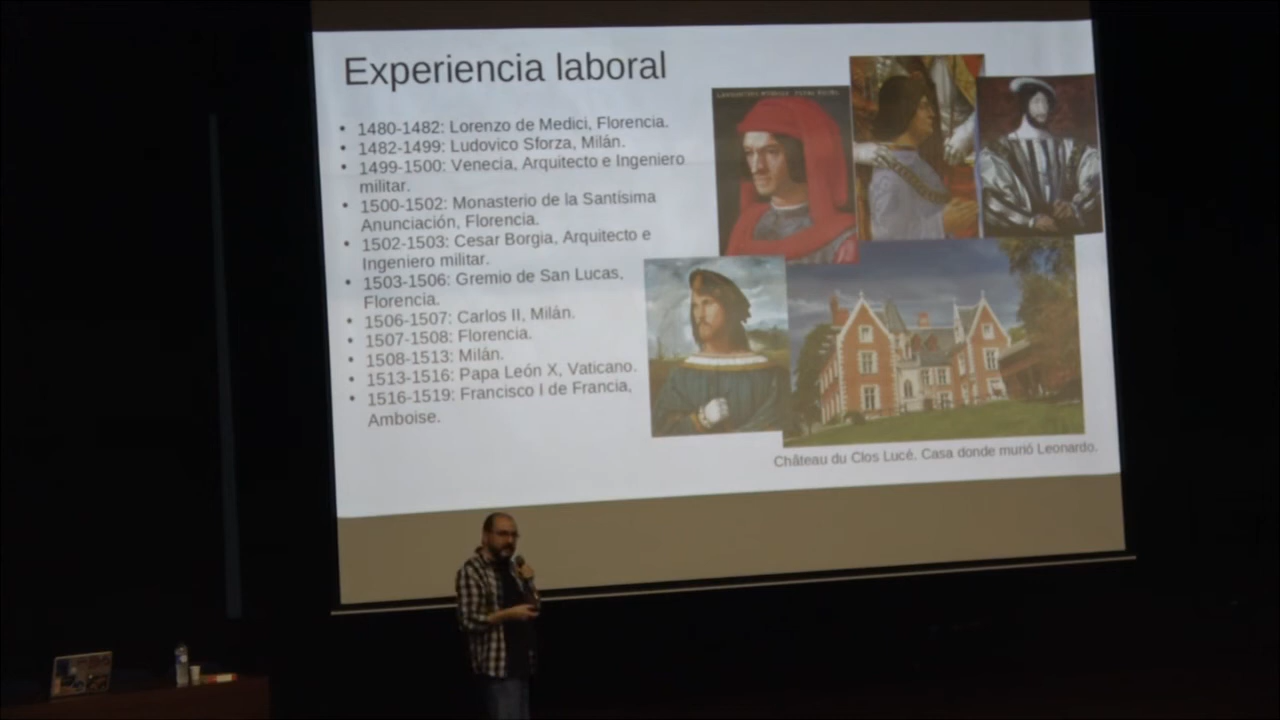 Experiencia laboral
• 1480-1482: Lorenzo de Medici, Florencia.
• 1482-1499: Ludovico Sforza, Milán.
• 1499-1500: Venecia, Arquitecto e Ingeniero
militar.
• 1500-1502: Monasterio de la Santísima
Anunciación, Florencia.
• 1502-1503: Cesar Borgia, Arquitecto e
Ingeniero militar.
• 1503-1506: Gremio de San Lucas,
Florencia.
• 1506-1507: Carlos II, Milán.
• 1507-1508: Florencia.
• 1508-1513: Milán.
• 1513-1516: Papa León X, Vaticano.
• 1516-1519: Francisco I de Francia,
Amboise.
Château du Clos Lucé. Casa donde murió Leonardo.